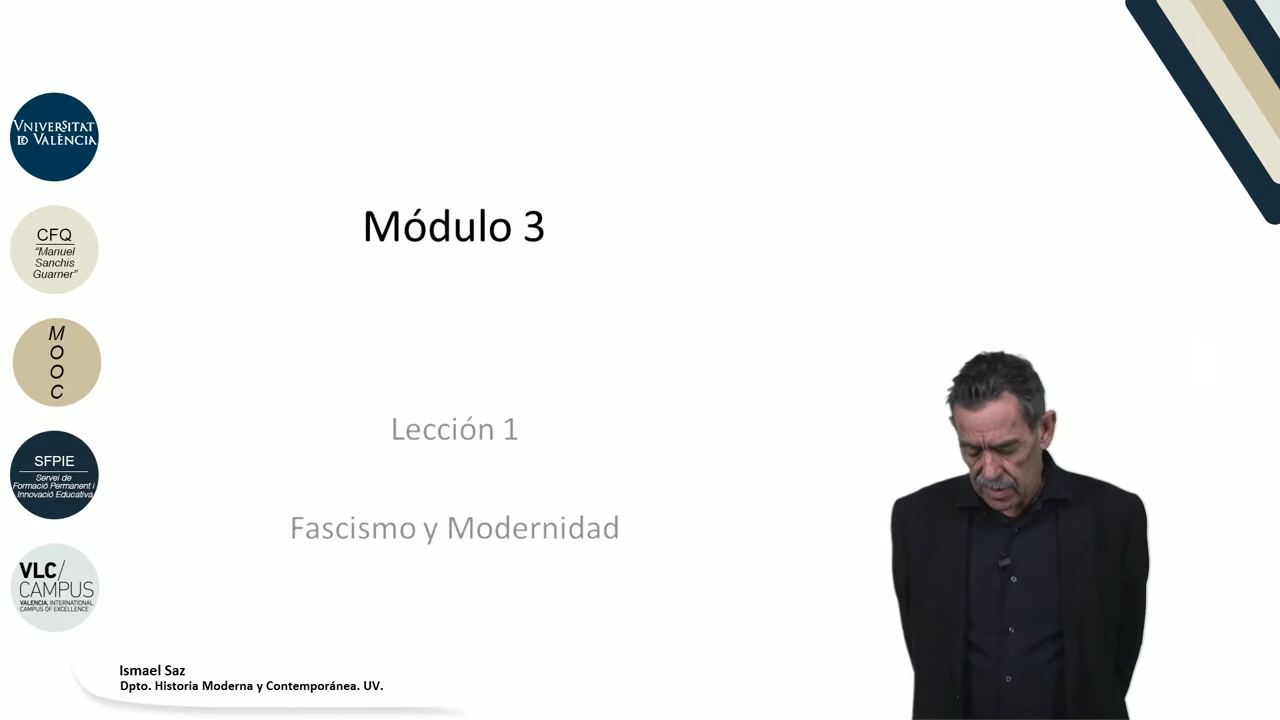 VNIVERSITAT
ID VALÈNCIA
CFQ
"Manuel
Sanchis
Guarner"
M
O
O
C
SFPIE
Servei de
Formació Permanent i
Innovació Educativa
VLC/
CAMPUS
VALENCIA, INTERNATIONAL
CAMPUS OF EXCELLENCE
Módulo 3
Lección 1
Fascismo y Modernidad
Ismael Saz
Dpto. Historia Moderna y Contemporánea. UV.